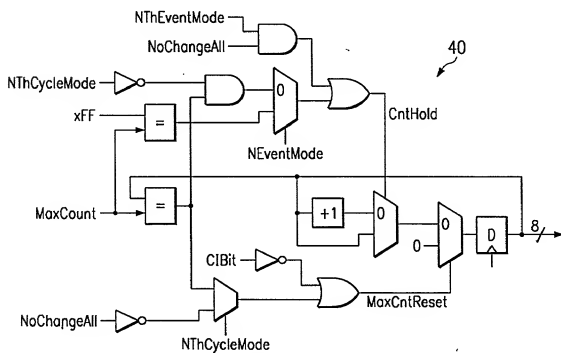 NThEventMode
NoChangeAll
40
NThCycleMode
0
xFF
=
CntHold
NEventMode
MaxCount
=
+1
0
0
D
8
0
CIBit
MaxCntReset
NoChangeAll
NThCycleMode